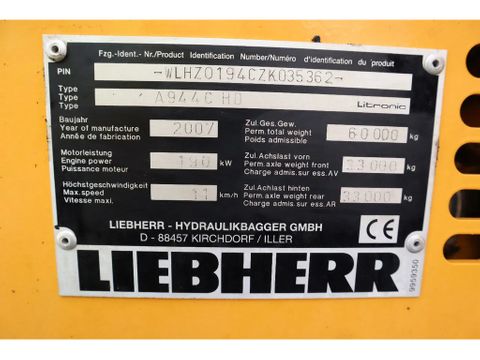 Fzg.-Ident.- Nr./Product Identification Number/Numéro d'identification du produit
PIN -WLHZ0194CZK035362-
Type
Type A944C HD Litronic
Type
Baujahr
Year of manufacture 2007
Année de fabrication
Zul.Ges.Gew.
Perm.total weight 60000 kg
Poids admissible
Motorleistung
Engine power 190 kW
Puissance moteur
Zul.Achslast vorn
Perm.axle weight front 33000 kg
Charge admis.sur ess.AV
Höchstgeschwindigkeit
Max.speed 11 km/h
Vitesse maxi.
Zul.Achslast hinten
Perm.axle weight rear 33000 kg
Charge admis.sur ess.AR
LIEBHERR - HYDRAULIKBAGGER GMBH
D - 88457 KIRCHDORF / ILLER
CE
LIEBHERR
9959350